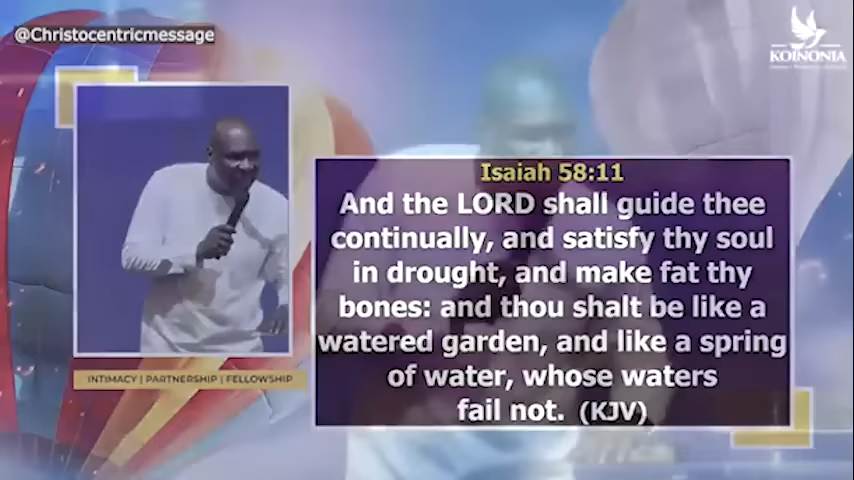 @Christocentricmessage
KOINONIA
INTIMACY | PARTNERSHIP | FELLOWSHIP
Isaiah 58:11
And the LORD shall guide thee
continually, and satisfy thy soul
in drought, and make fat thy
bones: and thou shalt be like a
watered garden, and like a spring
of water, whose waters
fail not. (KJV)